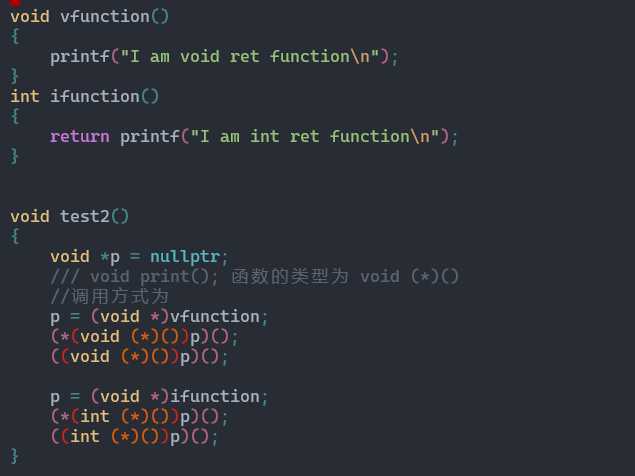 void vfunction()
{
    printf("I am void ret function\n");
}
int ifunction()
{
    return printf("I am int ret function\n");
}
void test2()
{
    void *p = nullptr;
    /// void print(); 函数的类型为 void (*)()
    //调用方式为
    p = (void *)vfunction;
    (*(void (*)())p)();
    ((void (*)())p)();
    p = (void *)ifunction;
    (*(int (*)())p)();
    ((int (*)())p)();
}